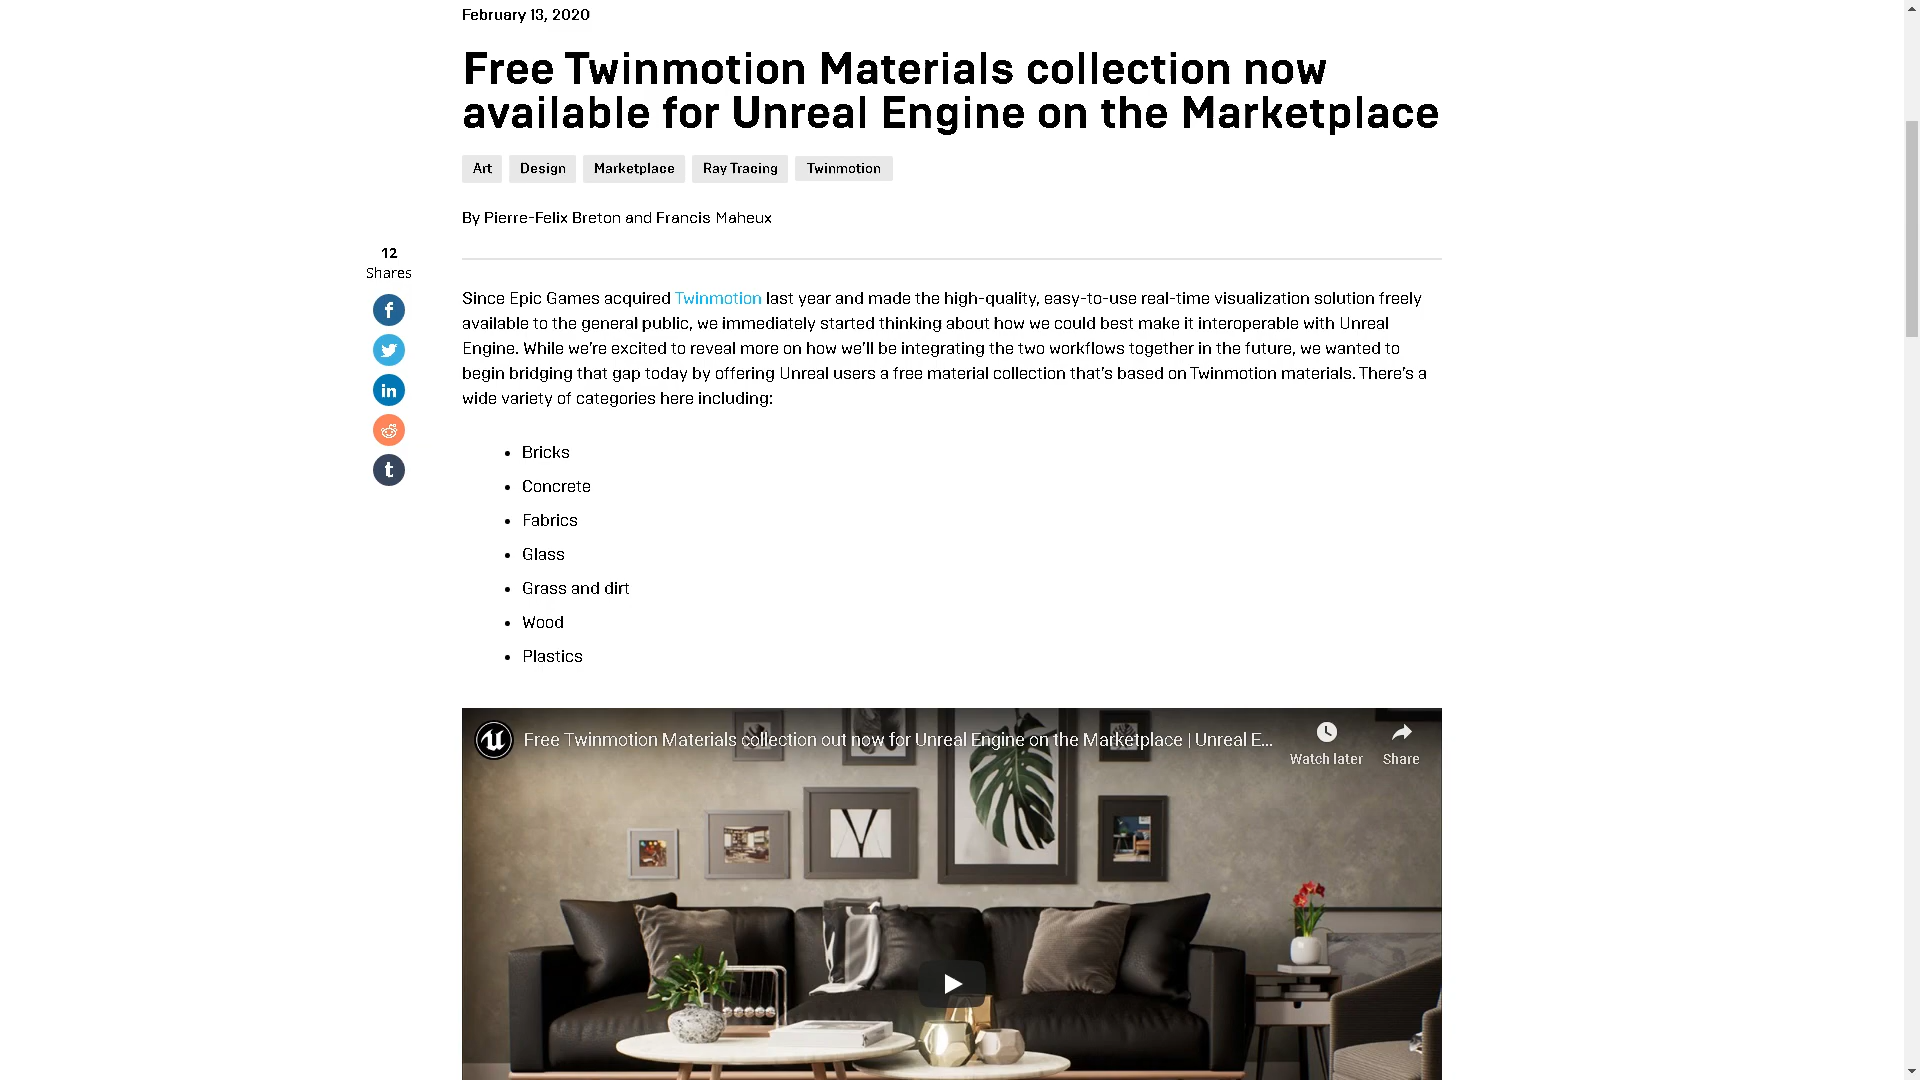 February 13, 2020
Free Twinmotion Materials collection now
available for Unreal Engine on the Marketplace
Art Design Marketplace Ray Tracing Twinmotion
By Pierre-Felix Breton and Francis Maheux
12
Shares
Since Epic Games acquired Twinmotion last year and made the high-quality, easy-to-use real-time visualization solution freely
available to the general public, we immediately started thinking about how we could best make it interoperable with Unreal
Engine. While we’re excited to reveal more on how we’ll be integrating the two workflows together in the future, we wanted to
begin bridging that gap today by offering Unreal users a free material collection that’s based on Twinmotion materials. There’s a
wide variety of categories here including:
• Bricks
• Concrete
• Fabrics
• Glass
• Grass and dirt
• Wood
• Plastics
Free Twinmotion Materials collection out now for Unreal Engine on the Marketplace | Unreal E...
Watch later Share